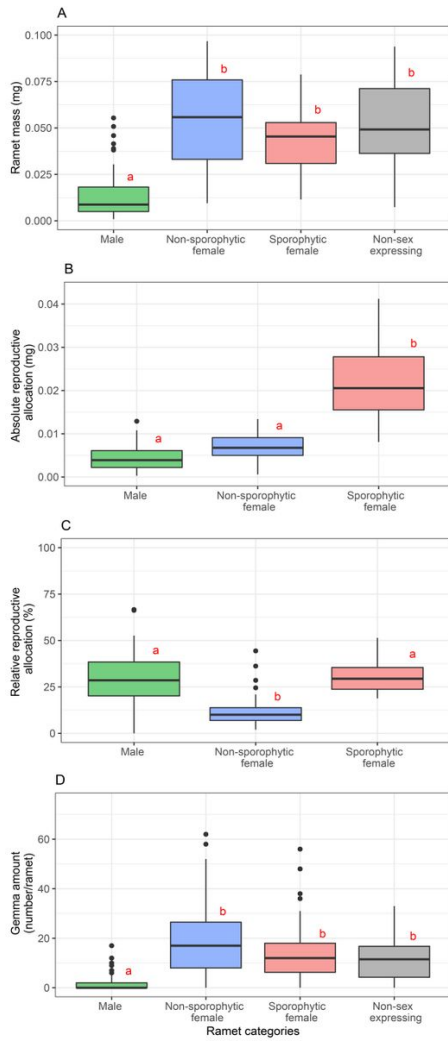 A
Ramet mass (mg)
0.100
0.075
0.050
0.025
0.000
a
b
b
b
Male
Non-sporophytic
female
Sporophytic
female
Non-sex
expressing
B
Absolute reproductive
allocation (mg)
0.04
0.03
0.02
0.01
0.00
a
a
b
Male
Non-sporophytic
female
Sporophytic
female
C
Relative reproductive
allocation (%)
100
75
50
25
0
a
b
a
Male
Non-sporophytic
female
Sporophytic
female
D
Gemma amount
(number/ramet)
60
40
20
0
a
b
b
b
Male
Non-sporophytic
female
Sporophytic
female
Non-sex
expressing
Ramet categories